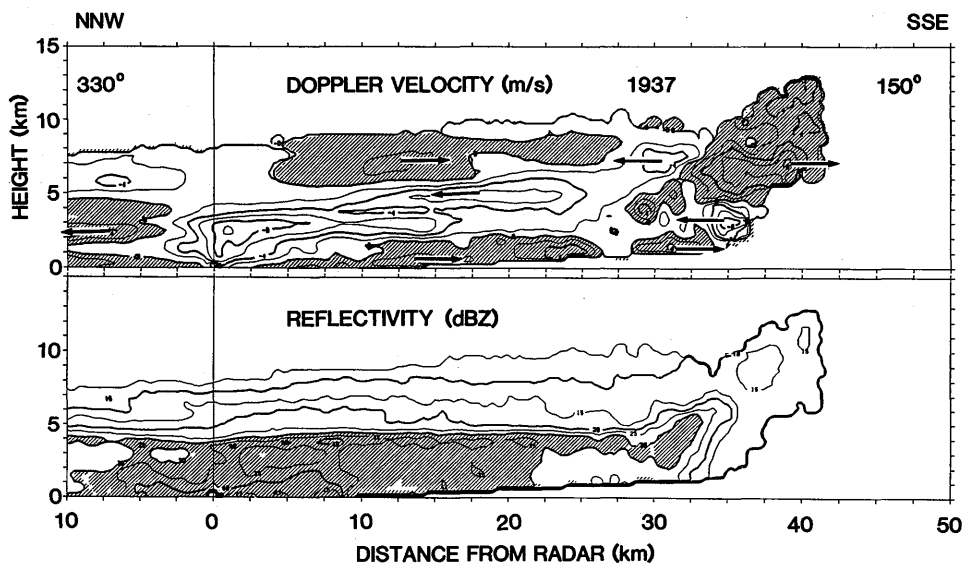 NNW SSE
15
330° DOPPLER VELOCITY (m/s) 1937 150°
10
5
0
HEIGHT (km)
REFLECTIVITY (dBZ)
10
5
0
10 0 10 20 30 40 50
DISTANCE FROM RADAR (km)